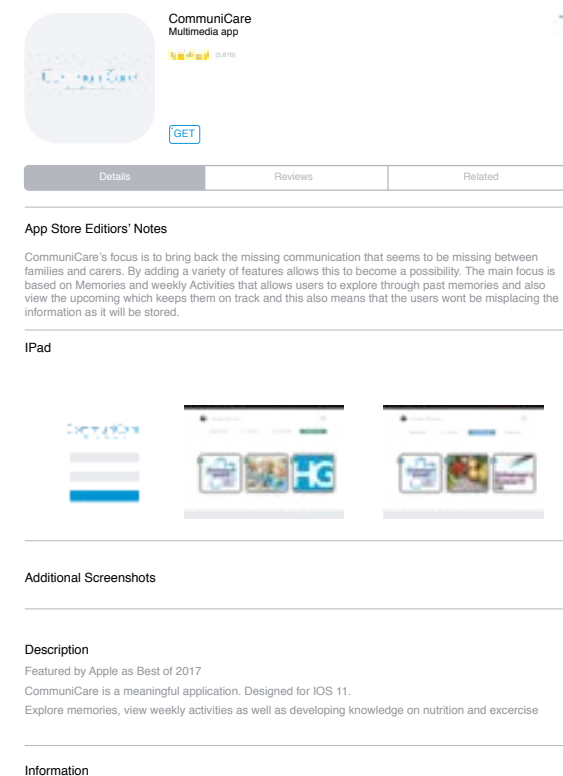 CommuniCare
Multimedia app
(5,876)
GET
Details
Reviews
Related
App Store Editiors' Notes
CommuniCare's focus is to bring back the missing communication that seems to be missing between
families and carers. By adding a variety of features allows this to become a possibility. The main focus is
based on Memories and weekly Activities that allows users to explore through past memories and also
view the upcoming which keeps them on track and this also means that the users wont be misplacing the
information as it will be stored.
IPad
CommuniCare
HG
Additional Screenshots
Description
Featured by Apple as Best of 2017
CommuniCare is a meaningful application. Designed for IOS 11.
Explore memories, view weekly activities as well as developing knowledge on nutrition and excercise
Information